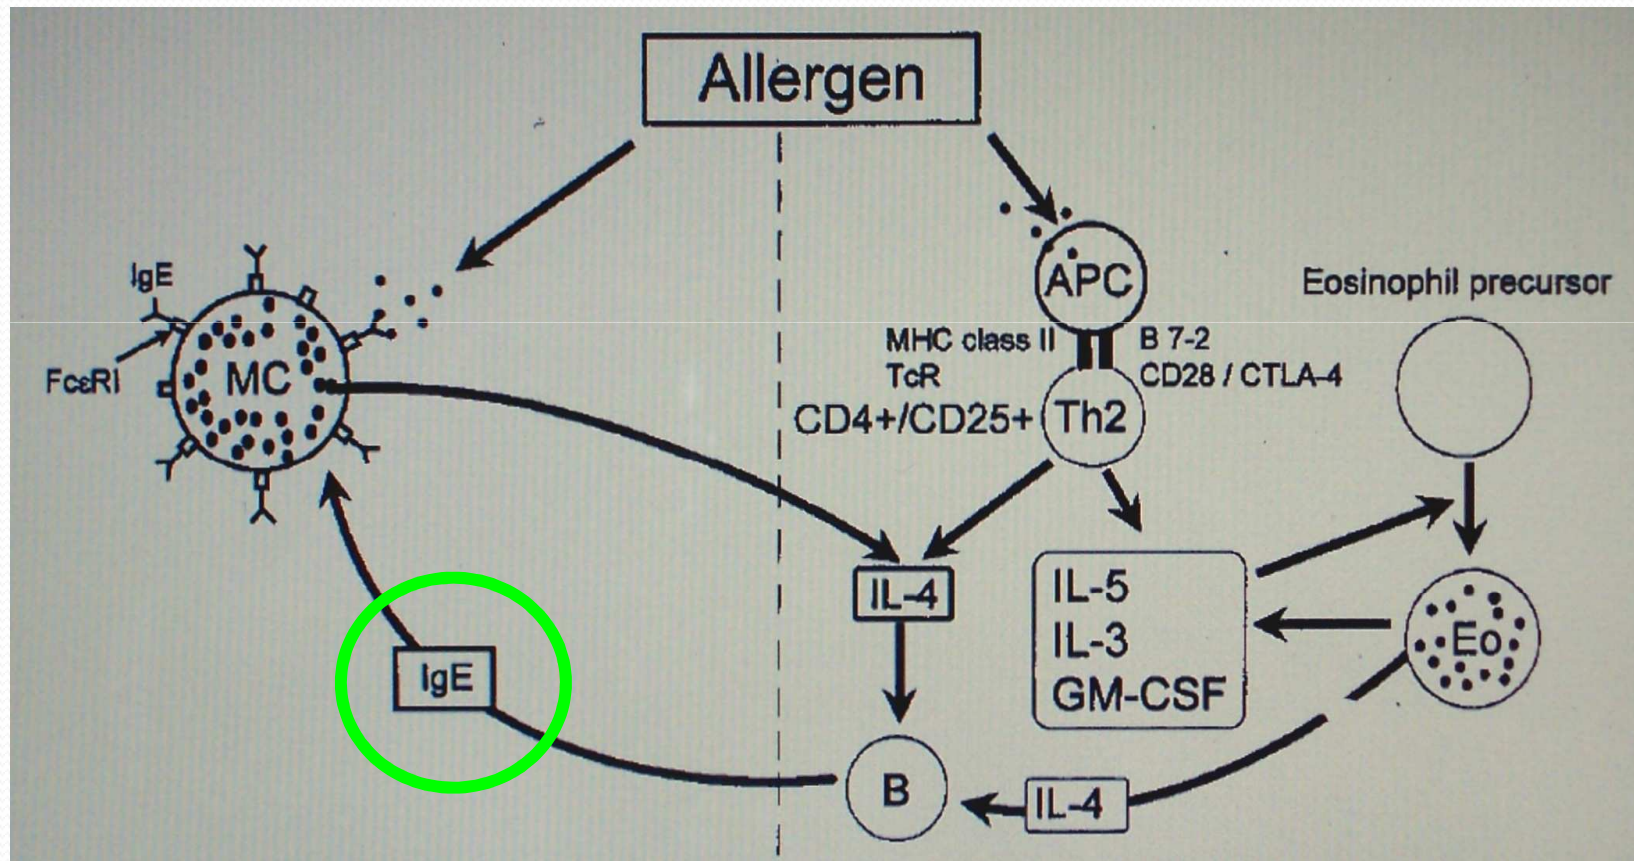 Allergen
IgE
FcεRI
MC
APC
MHC class II
B 7-2
TcR
CD28 / CTLA-4
CD4+/CD25+
Th2
Eosinophil precursor
IL-4
IL-5
IL-3
GM-CSF
Eo
IgE
B
IL-4